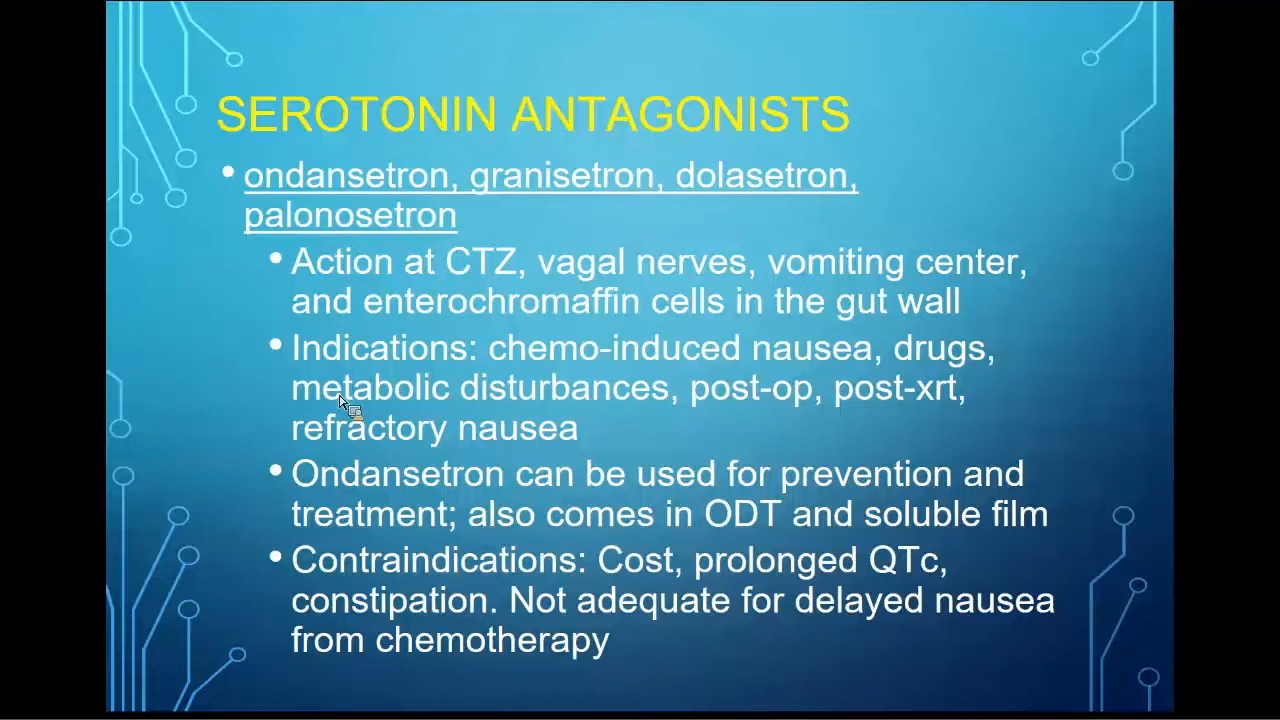 SEROTONIN ANTAGONISTS
• ondansetron, granisetron, dolasetron,
palonosetron
• Action at CTZ, vagal nerves, vomiting center,
and enterochromaffin cells in the gut wall
• Indications: chemo-induced nausea, drugs,
metabolic disturbances, post-op, post-xrt,
refractory nausea
• Ondansetron can be used for prevention and
treatment; also comes in ODT and soluble film
• Contraindications: Cost, prolonged QTc,
constipation. Not adequate for delayed nausea
from chemotherapy